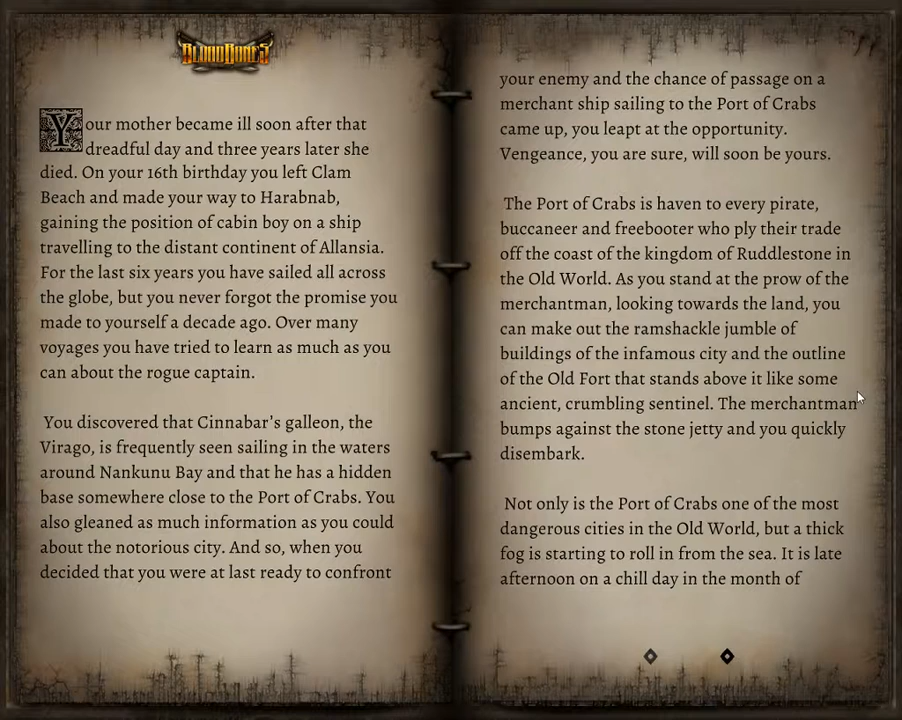 BLOODBONES
Your mother became ill soon after that
dreadful day and three years later she
died. On your 16th birthday you left Clam
Beach and made your way to Harabnab,
gaining the position of cabin boy on a ship
travelling to the distant continent of Allansia.
For the last six years you have sailed all across
the globe, but you never forgot the promise you
made to yourself a decade ago. Over many
voyages you have tried to learn as much as you
can about the rogue captain.
You discovered that Cinnabar's galleon, the
Virago, is frequently seen sailing in the waters
around Nankunu Bay and that he has a hidden
base somewhere close to the Port of Crabs. You
also gleaned as much information as you could
about the notorious city. And so, when you
decided that you were at last ready to confront
your enemy and the chance of passage on a
merchant ship sailing to the Port of Crabs
came up, you leapt at the opportunity.
Vengeance, you are sure, will soon be yours.
The Port of Crabs is haven to every pirate,
buccaneer and freebooter who ply their trade
off the coast of the kingdom of Ruddlestone in
the Old World. As you stand at the prow of the
merchantman, looking towards the land, you
can make out the ramshackle jumble of
buildings of the infamous city and the outline
of the Old Fort that stands above it like some
ancient, crumbling sentinel. The merchantman
bumps against the stone jetty and you quickly
disembark.
Not only is the Port of Crabs one of the most
dangerous cities in the Old World, but a thick
fog is starting to roll in from the sea. It is late
afternoon on a chill day in the month of